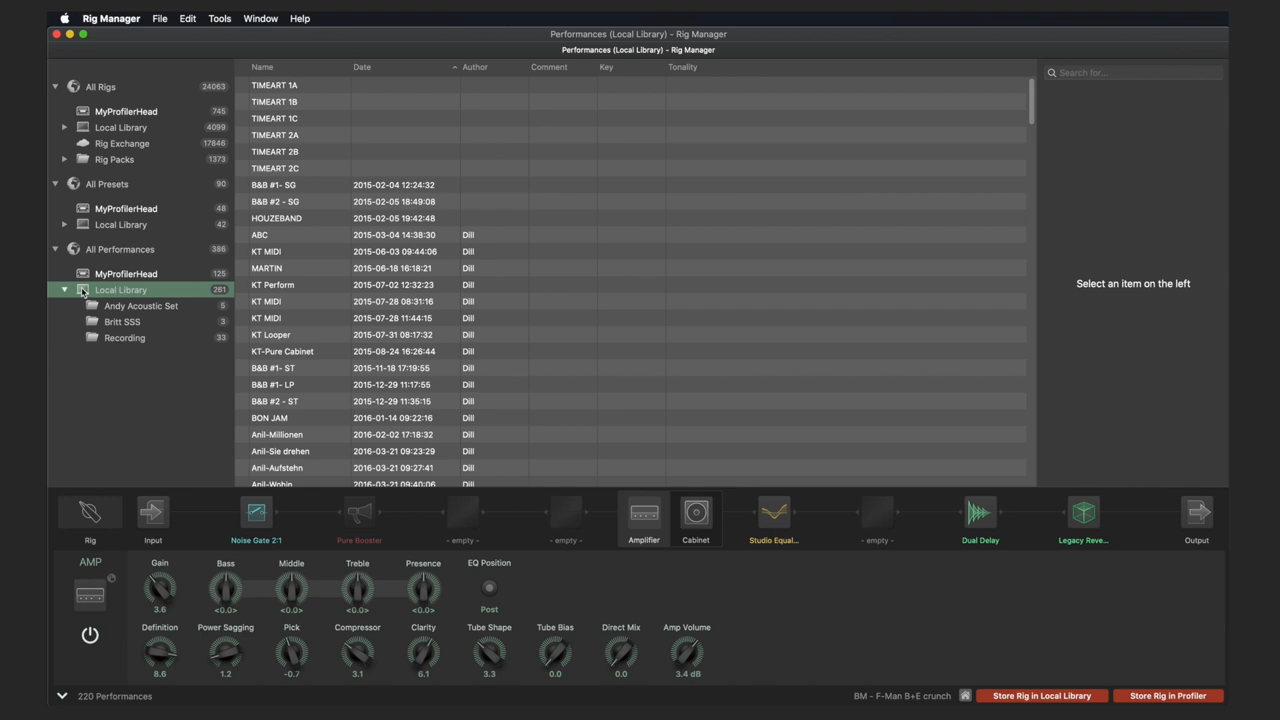 Rig Manager File Edit Tools Window Help
Performances (Local Library) - Rig Manager
Performances (Local Library) - Rig Manager
All Rigs 24063
MyProfilerHead 745
Local Library 4099
Rig Exchange 17846
Rig Packs 1373
All Presets 90
MyProfilerHead 48
Local Library 42
All Performances 386
MyProfilerHead 125
Local Library 261
Andy Acoustic Set 5
Britt SSS 3
Recording 33
Name Date Author Comment Key Tonality
TIMEART 1A
TIMEART 1B
TIMEART 1C
TIMEART 2A
TIMEART 2B
TIMEART 2C
B&B #1- SG 2015-02-04 12:24:32
B&B #2 - SG 2015-02-05 18:49:08
HOUZEBAND 2015-02-05 19:42:48
ABC 2015-03-04 14:38:30 Dill
KT MIDI 2015-06-03 09:44:06 Dill
MARTIN 2015-06-18 16:18:21 Dill
KT Perform 2015-07-02 12:32:23 Dill
KT MIDI 2015-07-28 08:31:16 Dill
KT MIDI 2015-07-28 11:44:15 Dill
KT Looper 2015-07-31 08:17:32 Dill
KT-Pure Cabinet 2015-08-24 16:26:44 Dill
B&B #1- ST 2015-11-18 17:19:55 Dill
B&B #1- LP 2015-12-29 11:17:55 Dill
B&B #2 - ST 2015-12-29 11:35:15 Dill
BON JAM 2016-01-14 09:22:16 Dill
Anil-Millionen 2016-02-02 17:18:32 Dill
Anil-Sie drehen 2016-03-21 09:23:29 Dill
Anil-Aufstehn 2016-03-21 09:27:41 Dill
Anil-Wohin 2016-03-21 09:40:06 Dill
Search for...
Select an item on the left
Rig Input Noise Gate 2:1 Pure Booster - empty - - empty - Amplifier Cabinet Studio Equal... - empty - Dual Delay Legacy Reve... Output
AMP
Gain Bass Middle Treble Presence EQ Position
3.6 <0.0> <0.0> <0.0> <0.0> Post
Definition Power Sagging Pick Compressor Clarity Tube Shape Tube Bias Direct Mix Amp Volume
8.6 1.2 -0.7 3.1 6.1 3.3 0.0 0.0 3.4 dB
220 Performances BM - F-Man B+E crunch Store Rig in Local Library Store Rig in Profiler